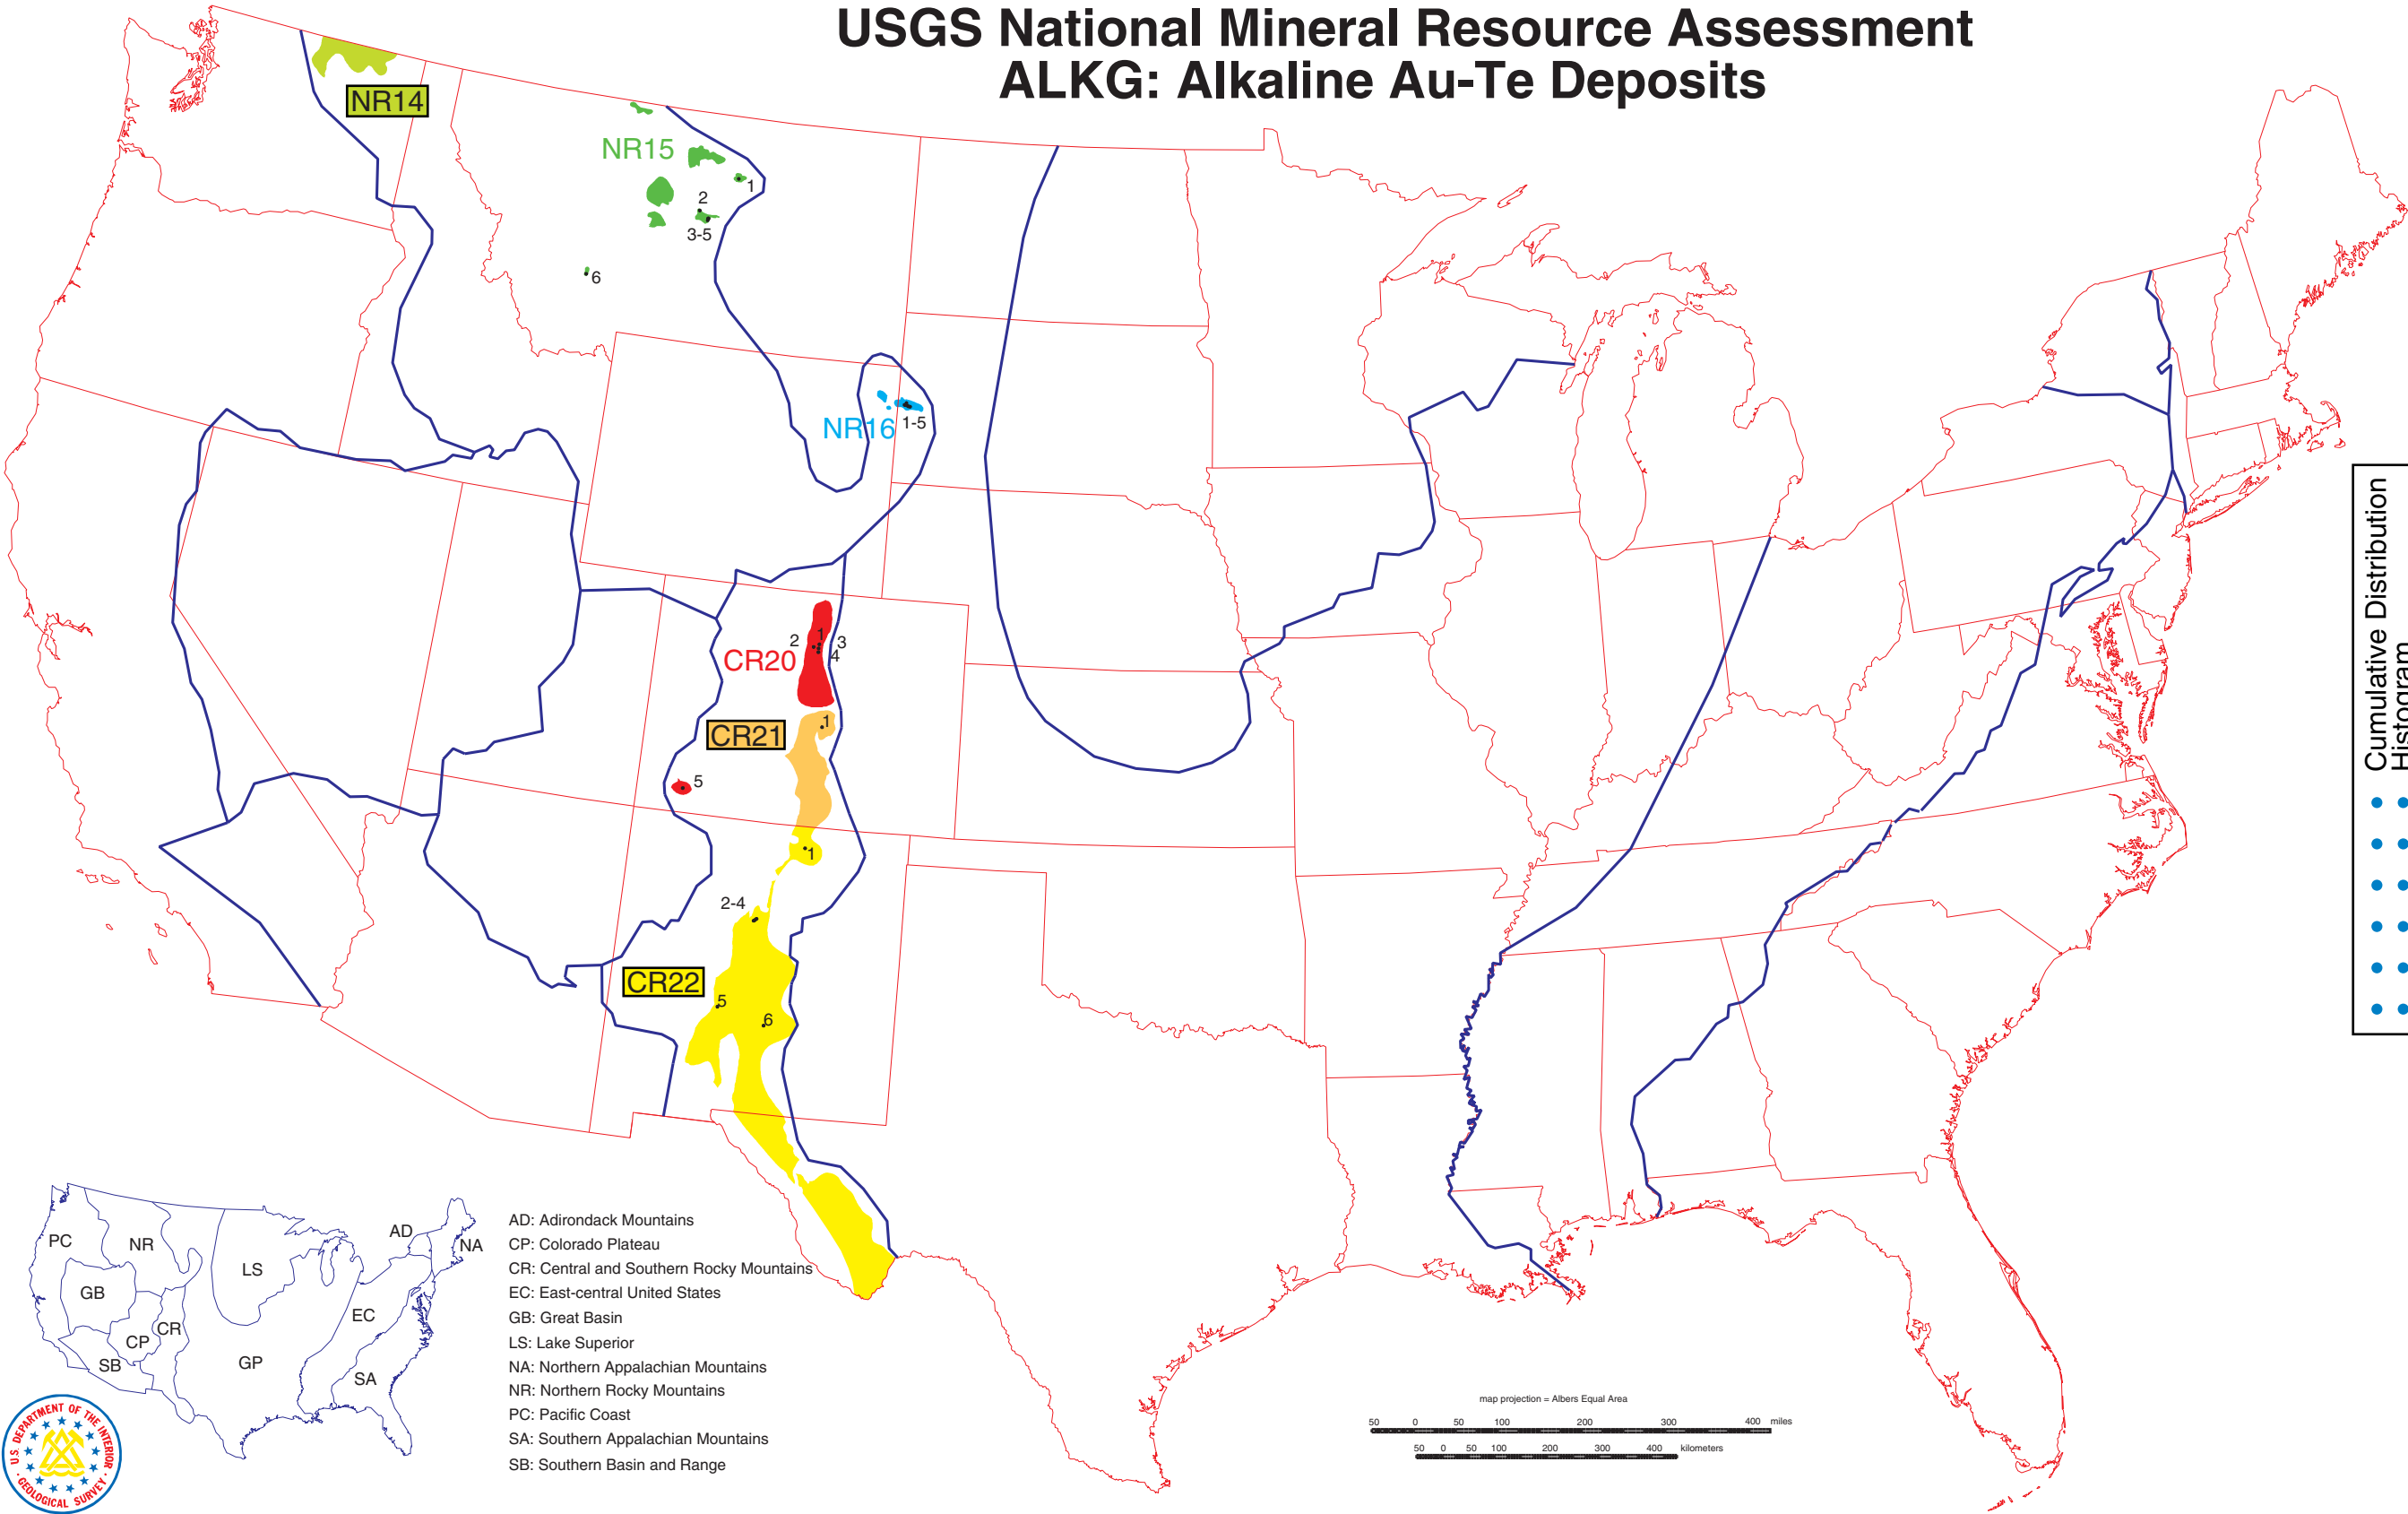 USGS National Mineral Resource Assessment
ALKG: Alkaline Au-Te Deposits
NR14
NR15
1
2
3-5
6
NR16
1-5
CR20
1
2
3
4
5
CR21
1
CR22
1
2-4
5
6
Cumulative Distribution
Histogram
PC
NR
GB
CP
CR
SB
LS
GP
AD
NA
EC
SA
AD: Adirondack Mountains
CP: Colorado Plateau
CR: Central and Southern Rocky Mountains
EC: East-central United States
GB: Great Basin
LS: Lake Superior
NA: Northern Appalachian Mountains
NR: Northern Rocky Mountains
PC: Pacific Coast
SA: Southern Appalachian Mountains
SB: Southern Basin and Range
map projection = Albers Equal Area
50 0 50 100 200 300 400 miles
50 0 50 100 200 300 400 kilometers
U.S. DEPARTMENT OF THE INTERIOR
GEOLOGICAL SURVEY